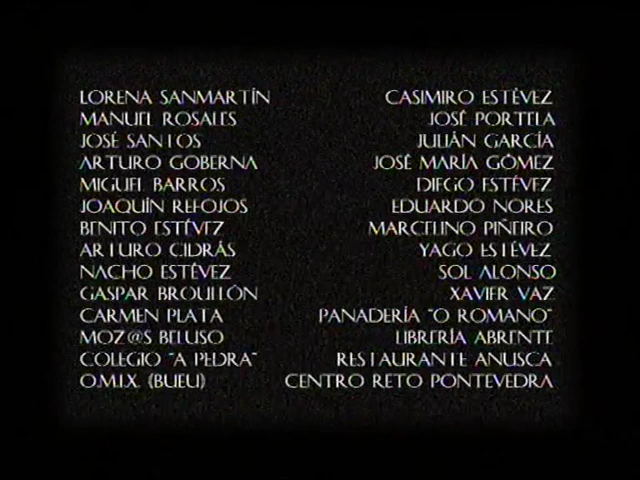 LORENA SANMARTÍN
MANUEL ROSALES
JOSÉ SANTOS
ARTURO GOBERNA
MIGUEL BARROS
JOAQUÍN REFOJOS
BENITO ESTÉVEZ
ARTURO CIDRÁS
NACHO ESTÉVEZ
GASPAR BROULLÓN
CARMEN PLATA
MOZ@S BELUSO
COLEGIO "A PEDRA"
O.M.I.X. (BUEU)
CASIMIRO ESTÉVEZ
JOSÉ PORTELA
JULIÁN GARCÍA
JOSÉ MARÍA GÓMEZ
DIEGO ESTÉVEZ
EDUARDO NORES
MARCELINO PIÑEIRO
YAGO ESTÉVEZ
SOL ALONSO
XAVIER VAZ
PANADERÍA "O ROMANO"
LIBRERÍA ABRENTE
RESTAURANTE ANUSCA
CENTRO RETO PONTEVEDRA